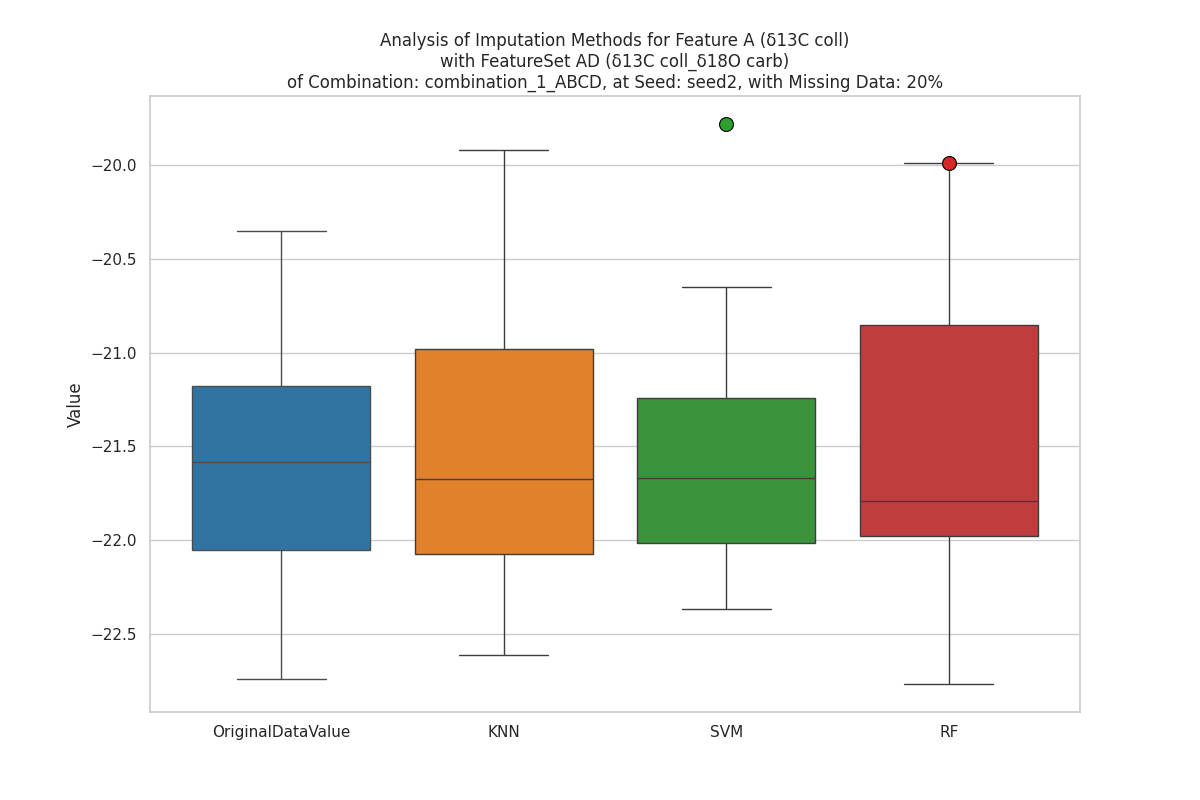 Analysis of Imputation Methods for Feature A (δ13C coll)
with FeatureSet AD (δ13C coll_δ18O carb)
of Combination: combination_1_ABCD, at Seed: seed2, with Missing Data: 20%
−20.0
−20.5
−21.0
−21.5
−22.0
−22.5
Value
OriginalDataValue KNN SVM RF